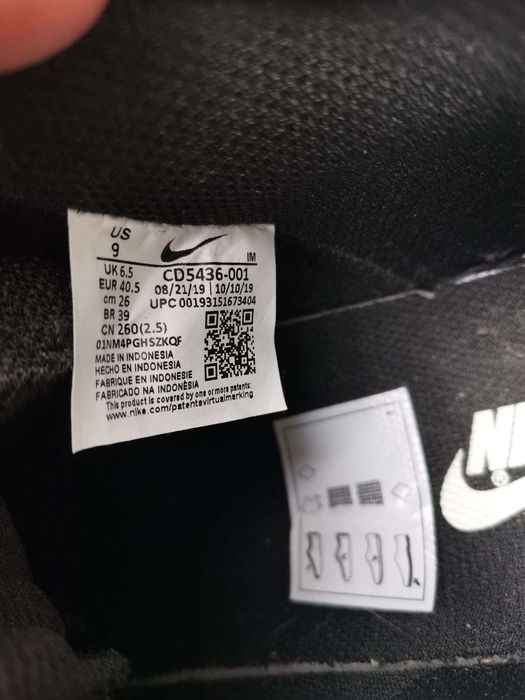 US
9
IM
UK 6.5
EUR 40.5
cm 26
BR 39
CN 260(2.5)
CD5436-001
08/21/19 | 10/10/19
UPC 00193151673404
01NM4PGHSZKQF
MADE IN INDONESIA
HECHO EN INDONESIA
FABRIQUE EN INDONESIE
FABRICADO NA INDONÉSIA
This product is covered by one or more patents:
www.nike.com/patentsvirtualmarking